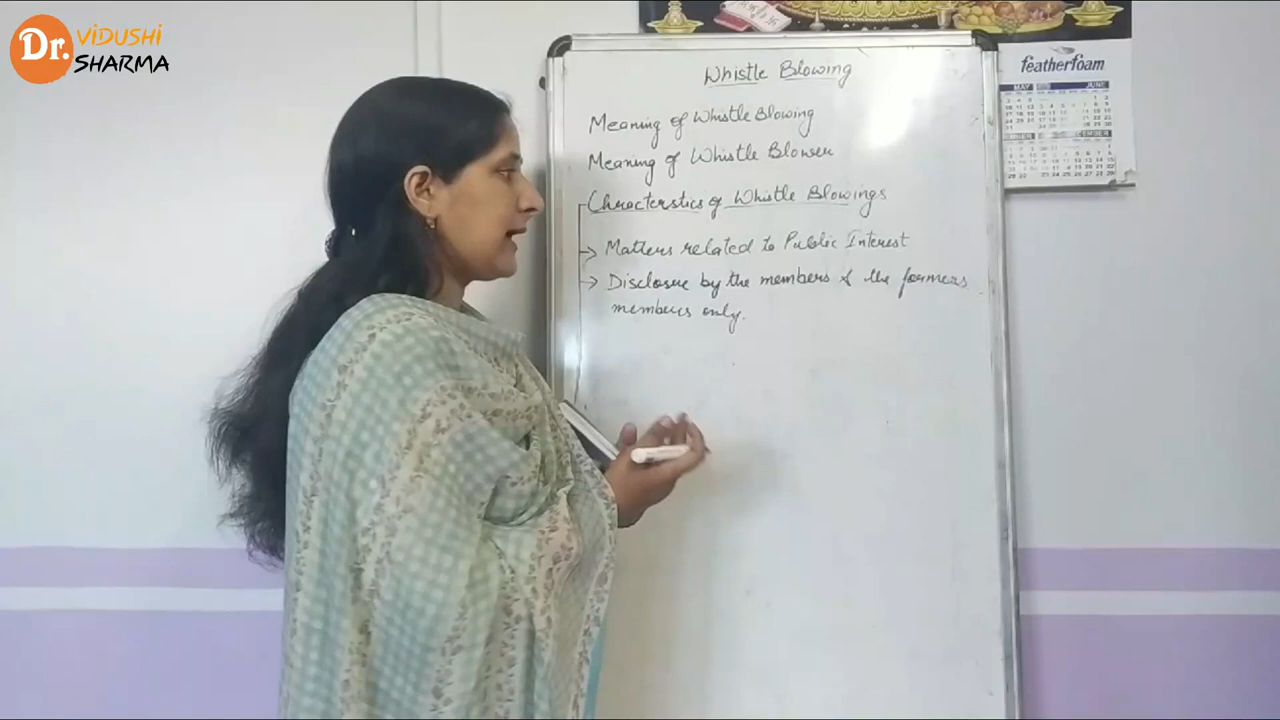 Dr. ViDUSHi
SHARMA
Whistle Blowing
Meaning of Whistle Blowing
Meaning of Whistle Blower
Chracterstics of Whistle Blowings
→ Matters related to Public Interest
→ Disclosure by the members & the formers
members only.
featherfoam
MAY JUNE